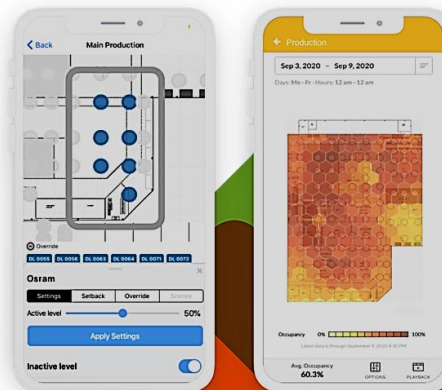 Back
Main Production
Override
DL 0055
DL 0056
DL 0063
DL 0064
DL 0071
DL 0072
Osram
Settings
Setback
Override
Scenes
Active level
50%
Apply Settings
Inactive level
Production
Sep 3, 2020 – Sep 9, 2020
Days: Mo - Fr - Hours: 12 am - 12 am
Occupancy
0%
100%
Avg. Occupancy
60.3%
OPTIONS
PLAYBACK